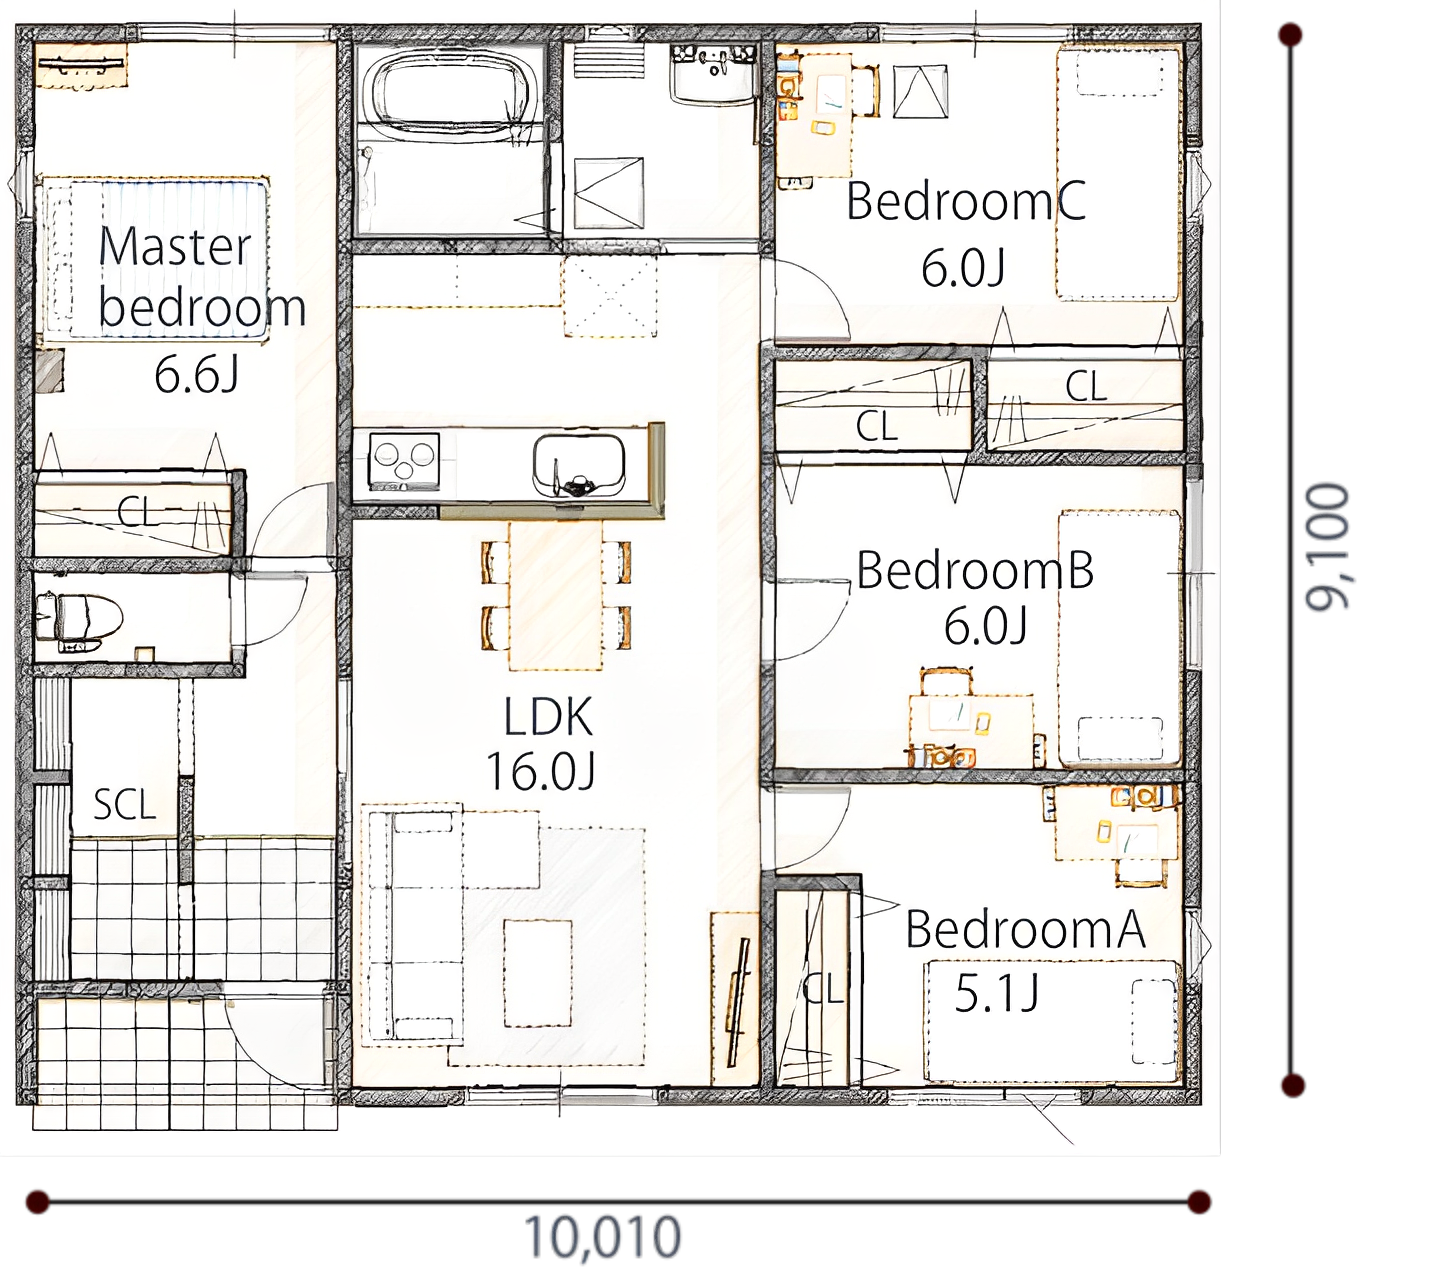 Master
bedroom
6.6J
BedroomC
6.0J
CL
CL
CL
BedroomB
6.0J
LDK
16.0J
SCL
BedroomA
5.1J
CL
9,100
10,010